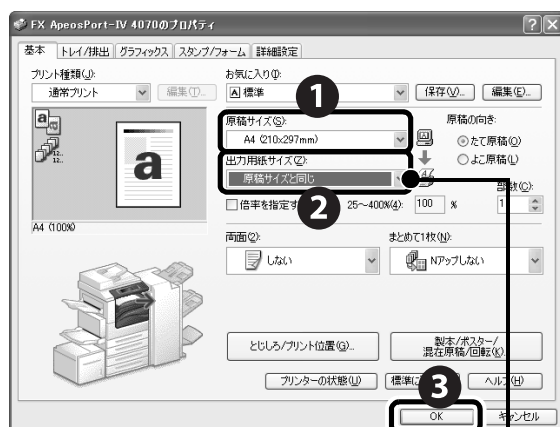 FX ApeosPort-IV 4070のプロパティ
基本 トレイ/排出 グラフィックス スタンプ/フォーム 詳細設定
プリント種類(J):
通常プリント 編集(T)...
お気に入り(I):
標準 保存(V)... 編集(E)...
1
原稿サイズ(S):
A4 (210x297mm)
原稿の向き:
たて原稿(O)
よこ原稿(L)
出力用紙サイズ(Z):
原稿サイズと同じ
2
倍率を指定す 25～400%(4): 100 %
部数(C):
1
a
12..
12..
a
A4 (100%)
両面(2):
しない
まとめて1枚(N):
Nアップしない
とじしろ/プリント位置(G)...
製本/ポスター/
混在原稿/回転(K)
プリンターの状態(U) 標準に ヘルプ(H)
3
OK キャンセル